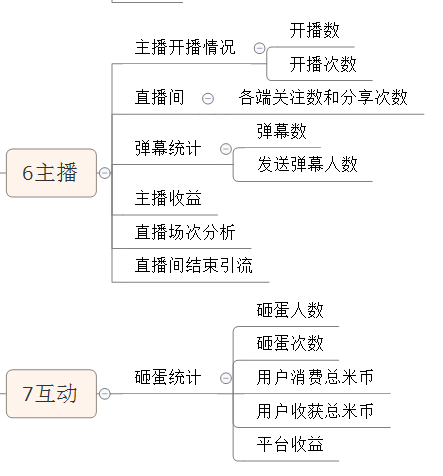 6主播
主播开播情况
开播数
开播次数
直播间
各端关注数和分享次数
弹幕统计
弹幕数
发送弹幕人数
主播收益
直播场次分析
直播间结束引流
7互动
砸蛋统计
砸蛋人数
砸蛋次数
用户消费总米币
用户收获总米币
平台收益